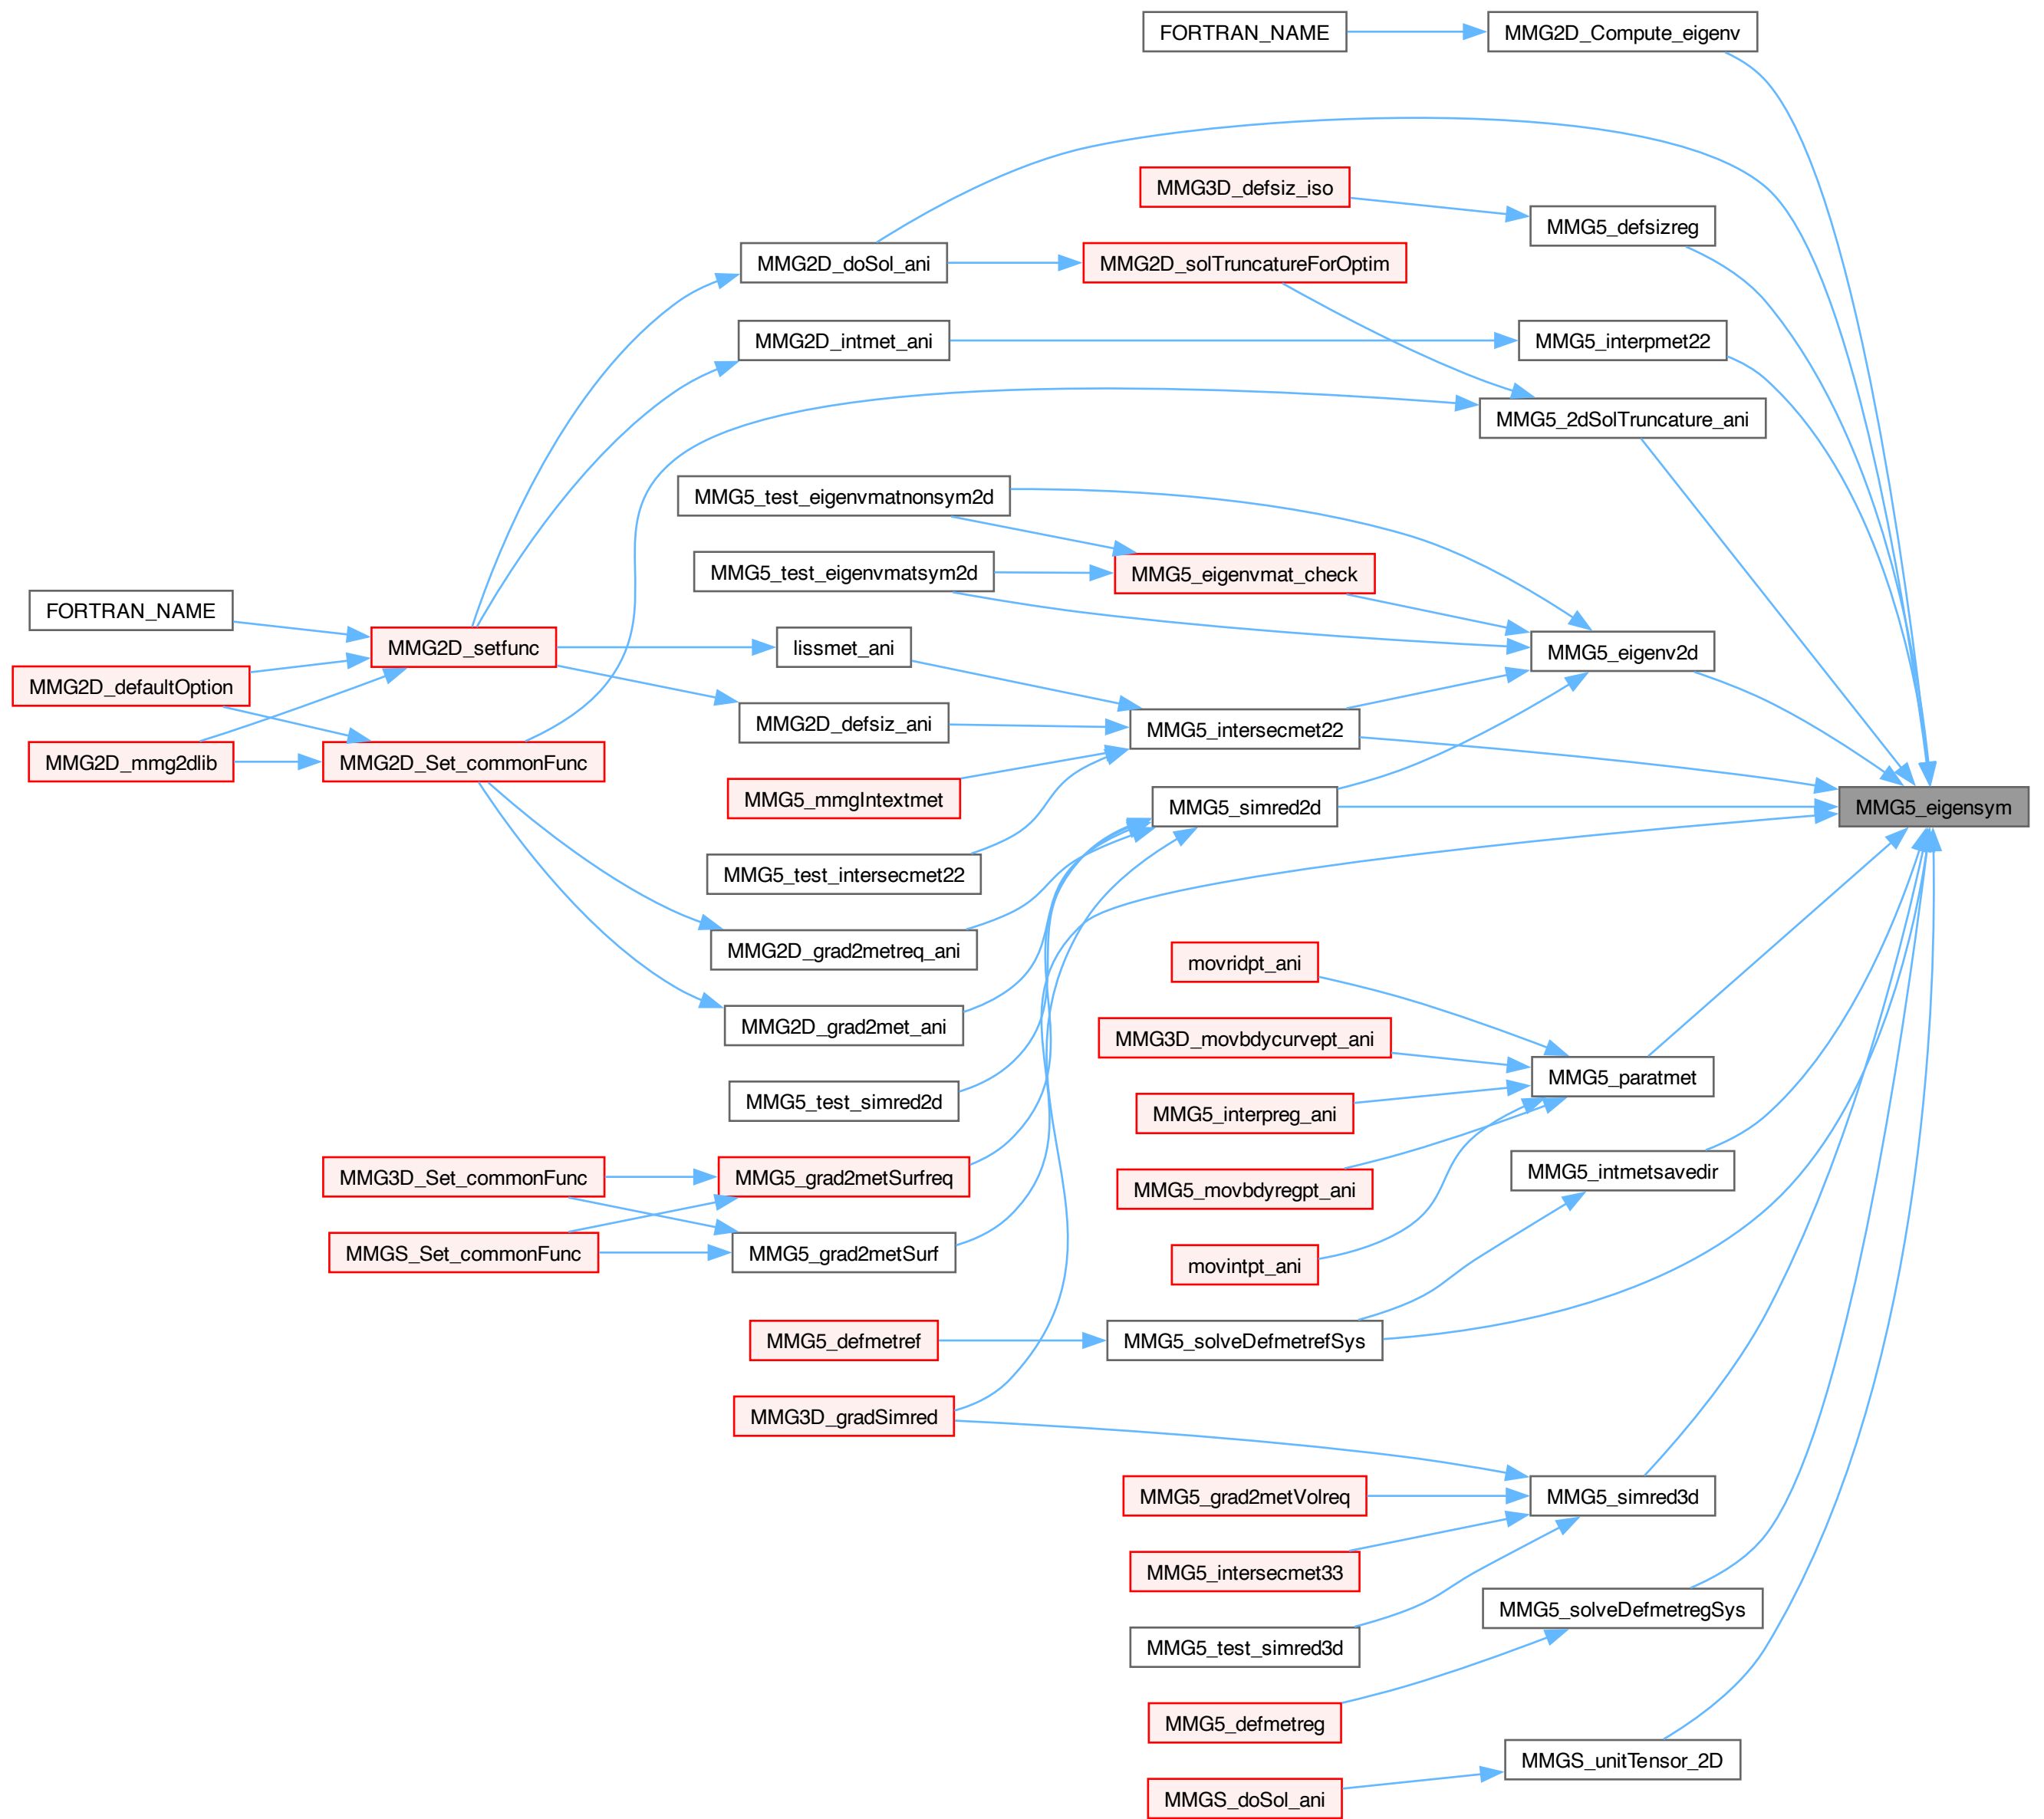 FORTRAN_NAME
MMG2D_Compute_eigenv
MMG3D_defsiz_iso
MMG5_defsizreg
MMG2D_doSol_ani
MMG2D_solTruncatureForOptim
MMG2D_intmet_ani
MMG5_interpmet22
MMG5_2dSolTruncature_ani
MMG5_test_eigenvmatnonsym2d
MMG5_test_eigenvmatsym2d
MMG5_eigenvmat_check
FORTRAN_NAME
MMG2D_setfunc
lissmet_ani
MMG5_eigenv2d
MMG2D_defaultOption
MMG2D_defsiz_ani
MMG5_intersecmet22
MMG2D_mmg2dlib
MMG2D_Set_commonFunc
MMG5_mmgIntextmet
MMG5_simred2d
MMG5_eigensym
MMG5_test_intersecmet22
MMG2D_grad2metreq_ani
movridpt_ani
MMG2D_grad2met_ani
MMG3D_movbdycurvept_ani
MMG5_paratmet
MMG5_test_simred2d
MMG5_interpreg_ani
MMG3D_Set_commonFunc
MMG5_grad2metSurfreq
MMG5_movbdyregpt_ani
MMG5_intmetsavedir
MMGS_Set_commonFunc
MMG5_grad2metSurf
movintpt_ani
MMG5_defmetref
MMG5_solveDefmetrefSys
MMG3D_gradSimred
MMG5_grad2metVolreq
MMG5_simred3d
MMG5_intersecmet33
MMG5_solveDefmetregSys
MMG5_test_simred3d
MMG5_defmetreg
MMGS_unitTensor_2D
MMGS_doSol_ani